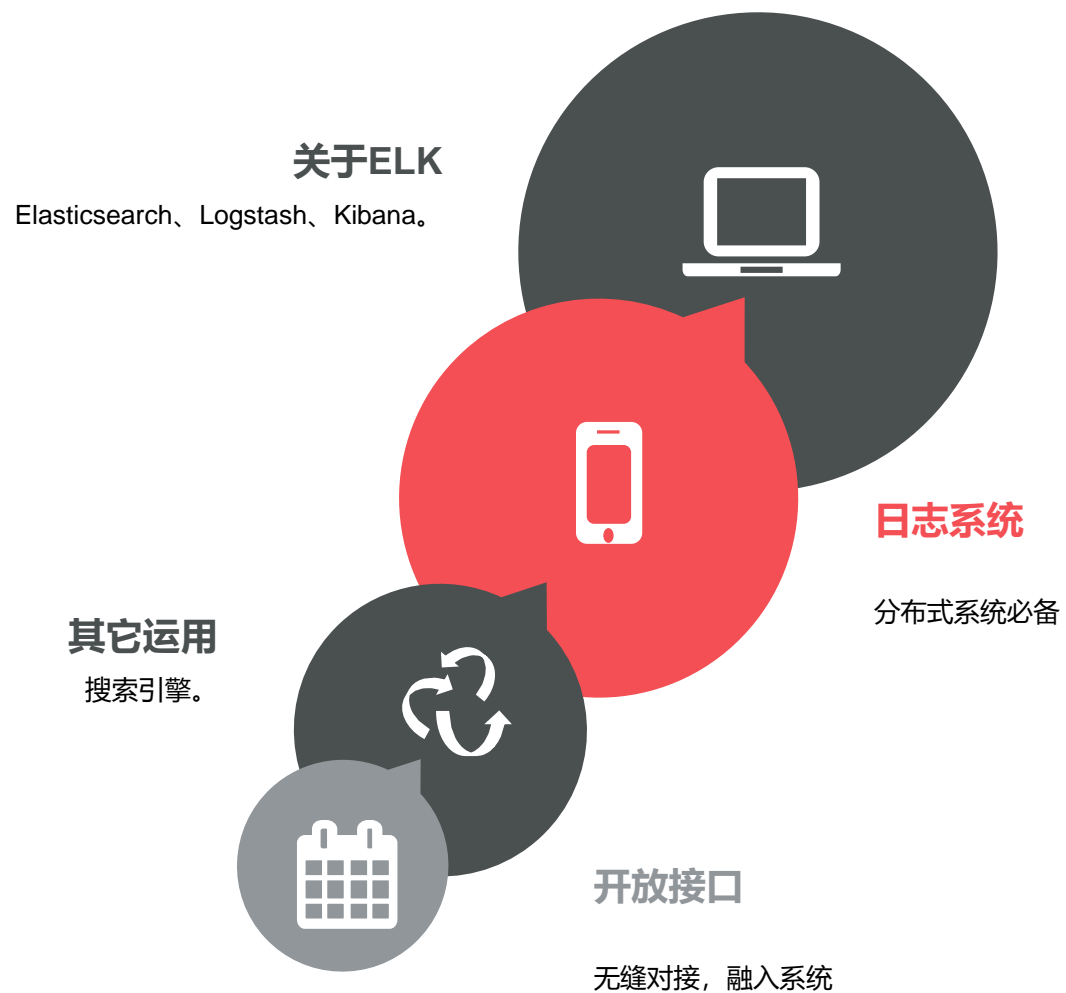 关于ELK
Elasticsearch、Logstash、Kibana。
日志系统
分布式系统必备
其它运用
搜索引擎。
开放接口
无缝对接，融入系统